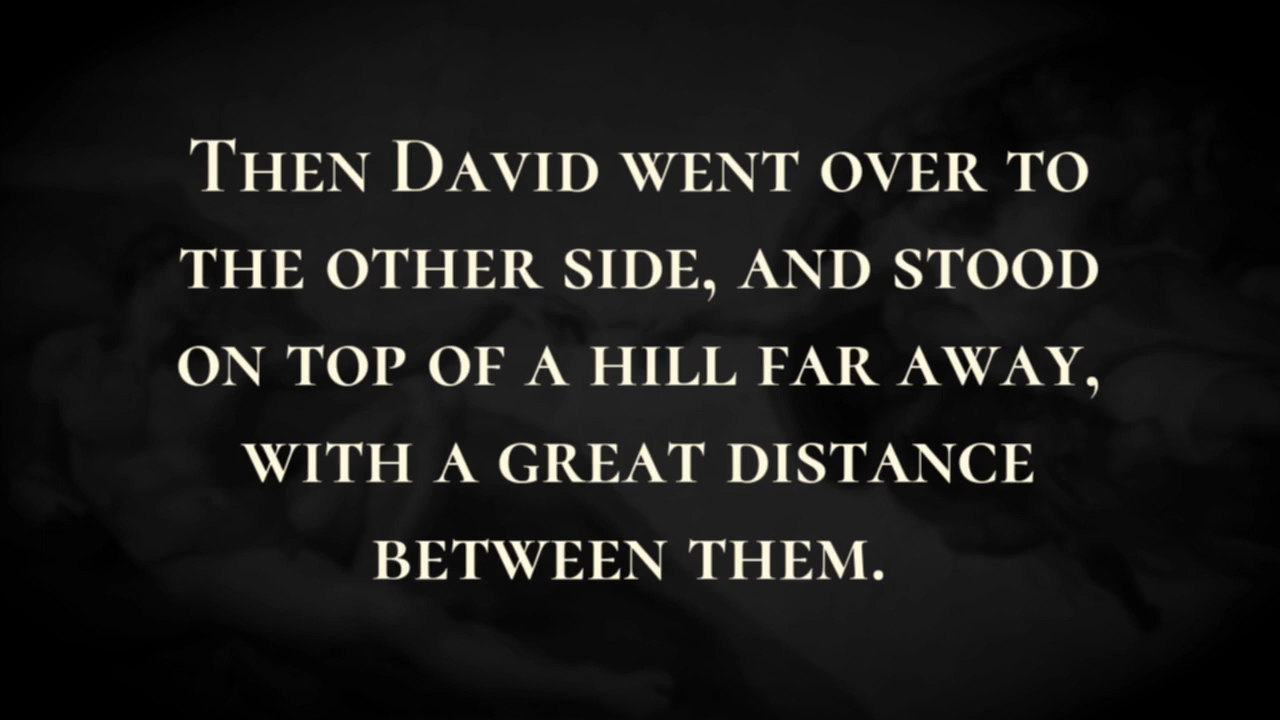 Then David went over to
the other side, and stood
on top of a hill far away,
with a great distance
between them.